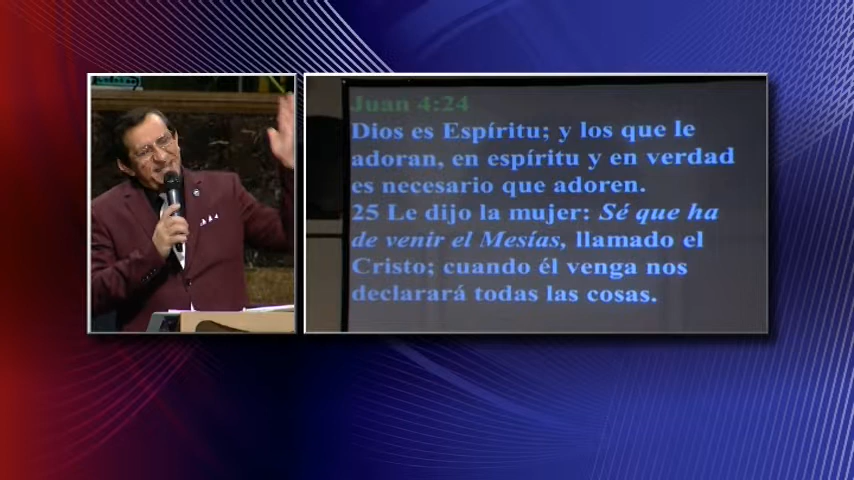 Juan 4:24
Dios es Espíritu; y los que le
adoran, en espíritu y en verdad
es necesario que adoren.
25 Le dijo la mujer: Sé que ha
de venir el Mesías, llamado el
Cristo; cuando él venga nos
declarará todas las cosas.